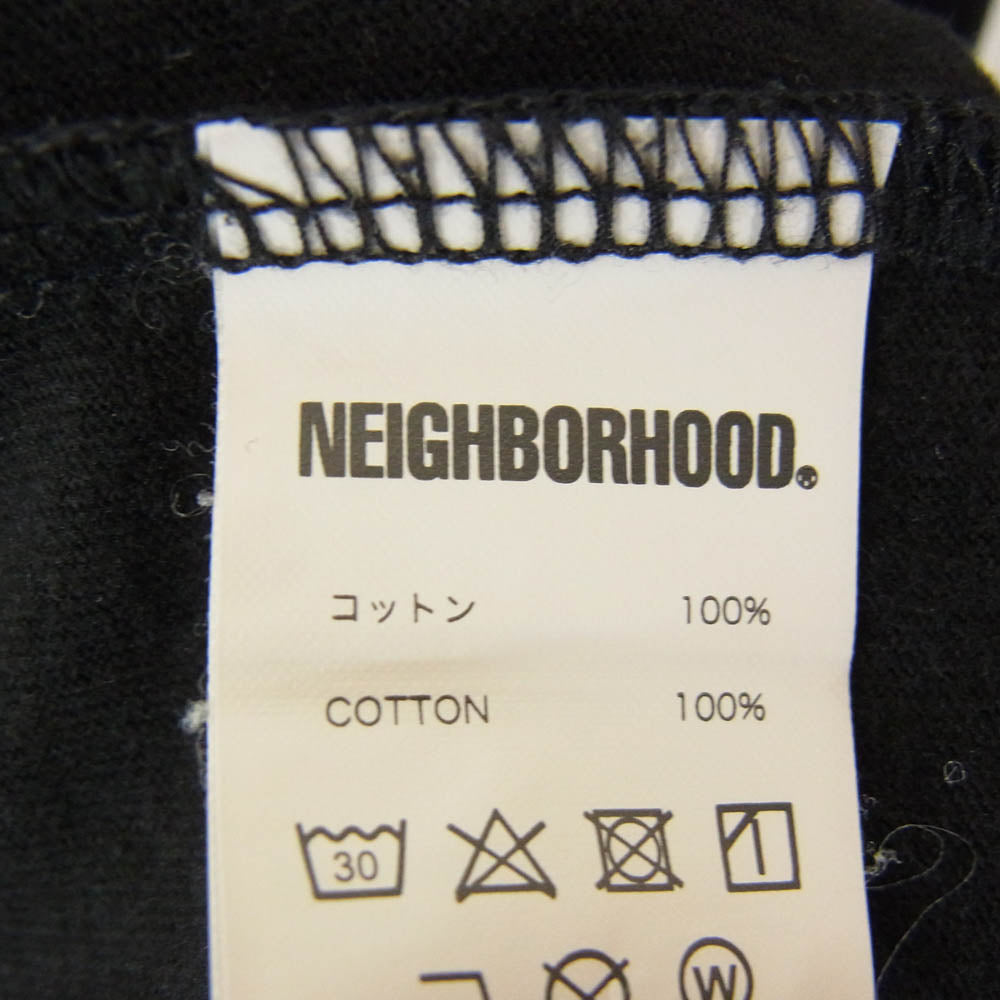 NEIGHBORHOOD.
コットン 100%
COTTON 100%
30
W